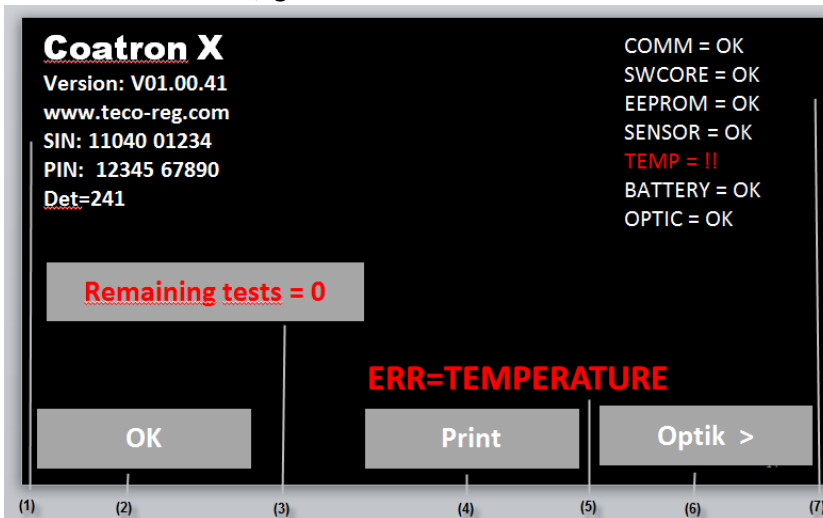 Coatron X
Version: V01.00.41
www.teco-reg.com
SIN: 11040 01234
PIN: 12345 67890
Det=241
COMM = OK
SWCORE = OK
EEPROM = OK
SENSOR = OK
TEMP = !!
BATTERY = OK
OPTIC = OK
Remaining tests = 0
ERR=TEMPERATURE
OK
Print
Optik >
(1)
(2)
(3)
(4)
(5)
(6)
(7)